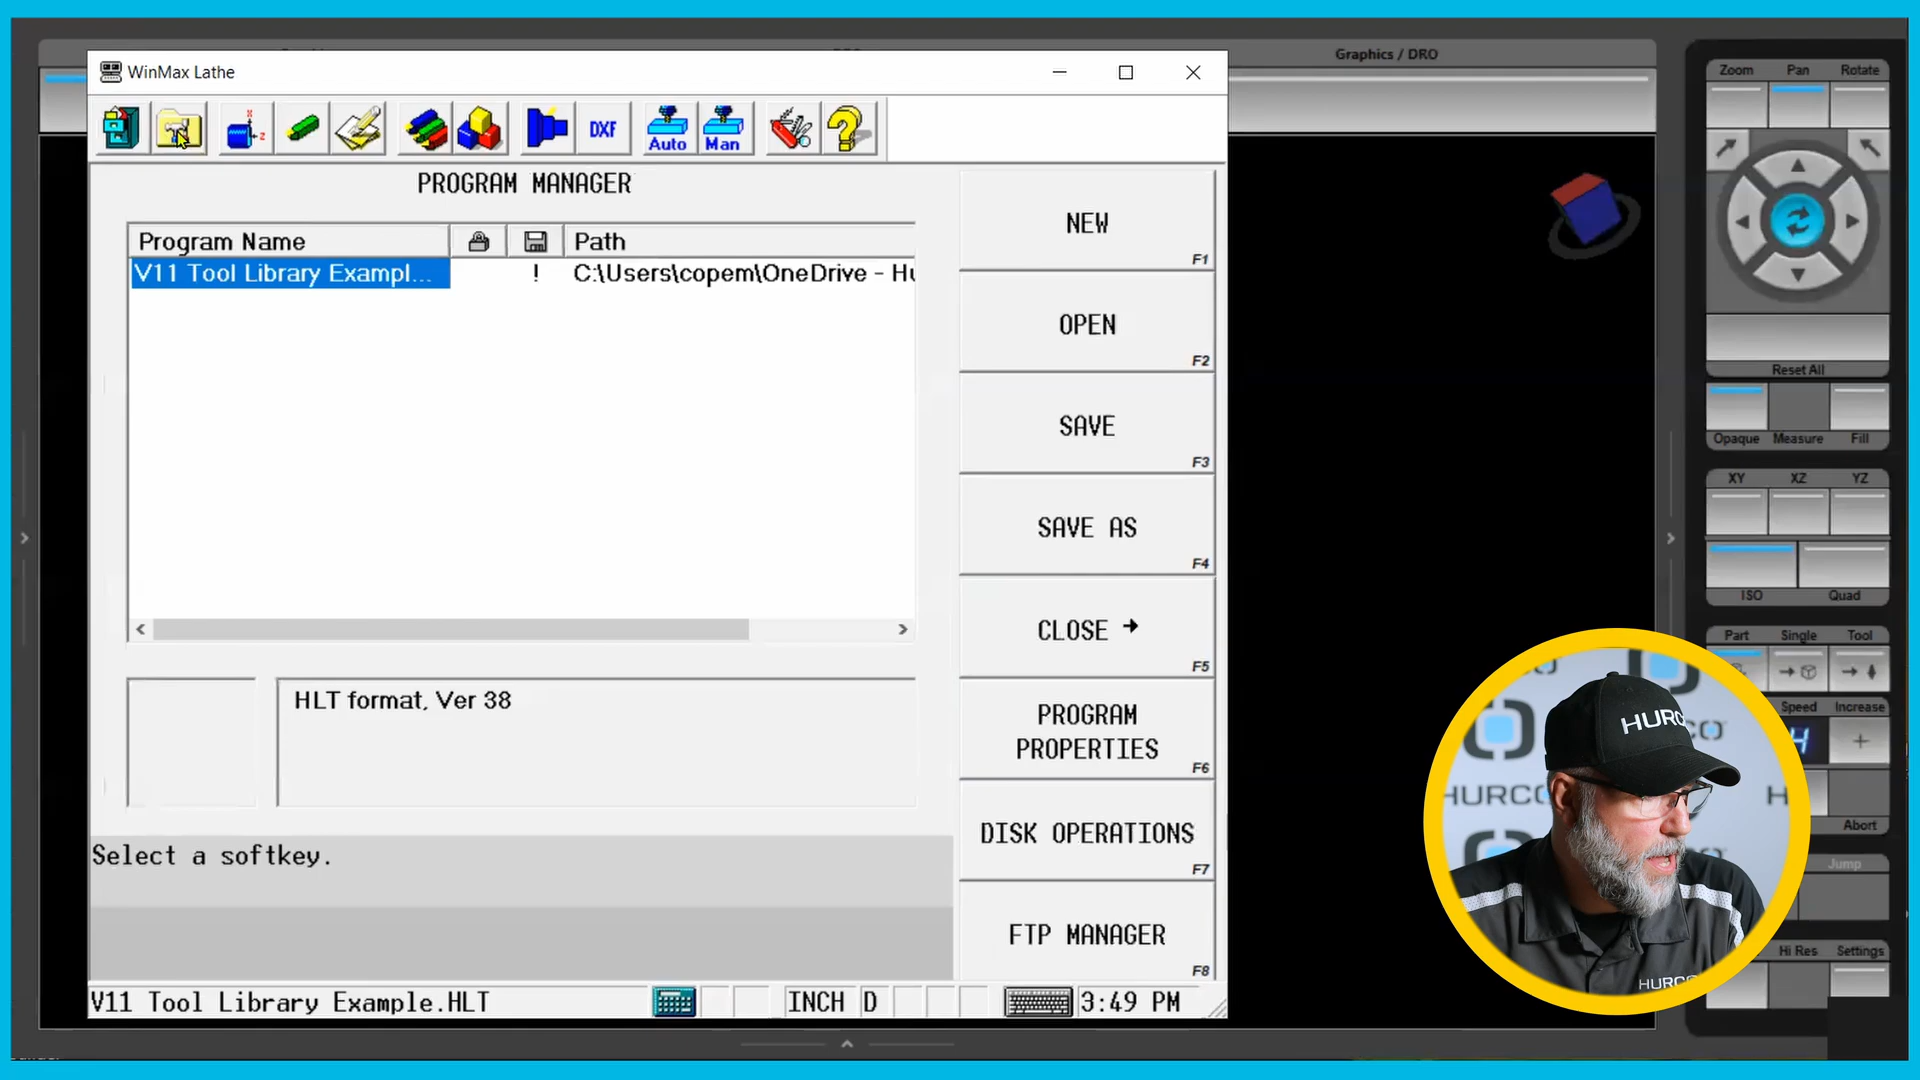 Graphics / DRO
WinMax Lathe
DXF
Auto
Man
PROGRAM MANAGER
Program Name
Path
V11 Tool Library Exampl...
!
C:\Users\copem\OneDrive - Hu
HLT format, Ver 38
Select a softkey.
V11 Tool Library Example.HLT
INCH
D
3:49 PM
NEW
F1
OPEN
F2
SAVE
F3
SAVE AS
F4
CLOSE
F5
PROGRAM
PROPERTIES
F6
DISK OPERATIONS
F7
FTP MANAGER
F8
Zoom
Pan
Rotate
Reset All
Opaque
Measure
Fill
XY
XZ
YZ
ISO
Quad
Part
Single
Tool
Speed
Increase
Abort
Jump
Hi Res
Settings
HURCO
HURCO
HURCO
HURCO